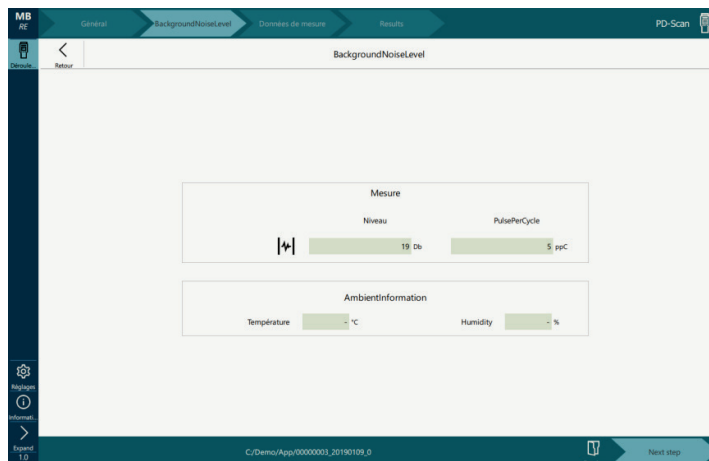 MB
RE
Général
BackgroundNoiseLevel
Données de mesure
Results
PD-Scan
Déroule...
Retour
BackgroundNoiseLevel
Mesure
Niveau PulsePerCycle
19 Db 5 ppC
AmbientInformation
Température - °C Humidity - %
Réglages
Informati...
Expand
1.0
C:/Demo/App/00000003_20190109_0
Next step